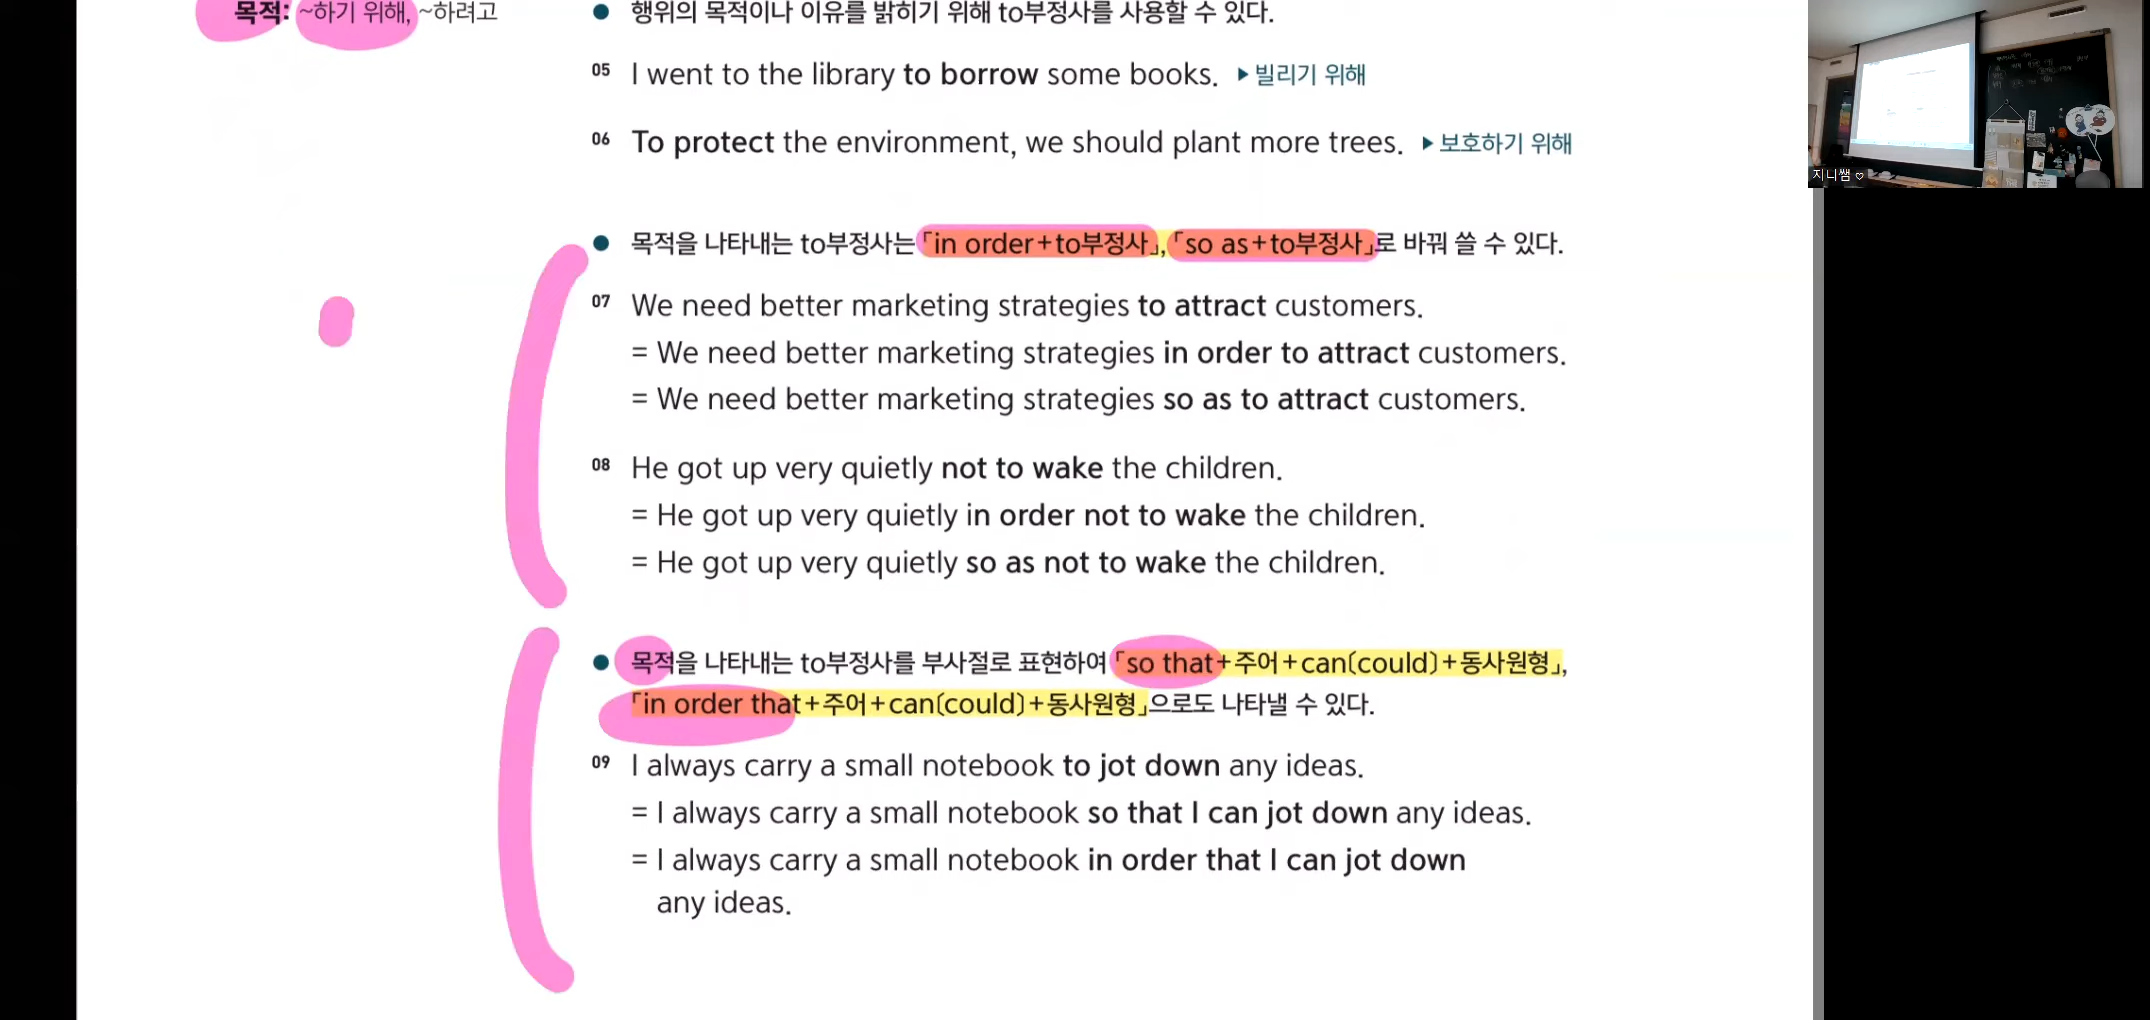 목적: ~하기 위해, ~하려고
● 행위의 목적이나 이유를 밝히기 위해 to부정사를 사용할 수 있다.
05 I went to the library to borrow some books. ▶ 빌리기 위해
06 To protect the environment, we should plant more trees. ▶ 보호하기 위해
● 목적을 나타내는 to부정사는 「in order+to부정사」, 「so as+to부정사」로 바꿔 쓸 수 있다.
07 We need better marketing strategies to attract customers.
= We need better marketing strategies in order to attract customers.
= We need better marketing strategies so as to attract customers.
08 He got up very quietly not to wake the children.
= He got up very quietly in order not to wake the children.
= He got up very quietly so as not to wake the children.
● 목적을 나타내는 to부정사를 부사절로 표현하여 「so that+주어+can(could)+동사원형」,
「in order that+주어+can(could)+동사원형」으로도 나타낼 수 있다.
09 I always carry a small notebook to jot down any ideas.
= I always carry a small notebook so that I can jot down any ideas.
= I always carry a small notebook in order that I can jot down
any ideas.
지니쌤 ♡